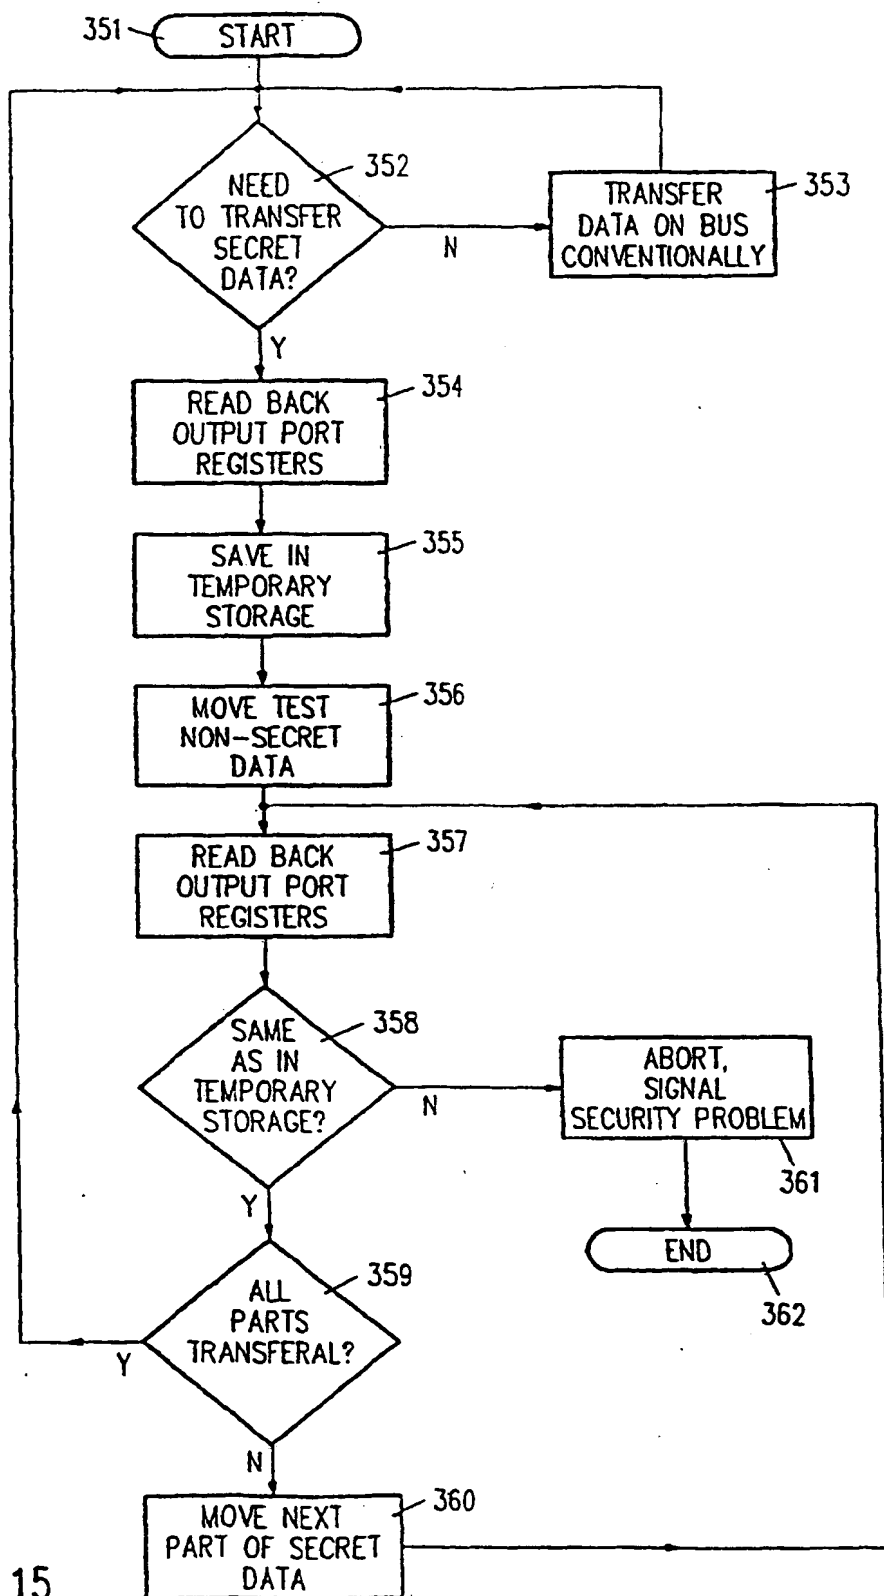 351
START
352
NEED
TO TRANSFER
SECRET
DATA?
N
TRANSFER
DATA ON BUS
CONVENTIONALLY
353
Y
READ BACK
OUTPUT PORT
REGISTERS
354
SAVE IN
TEMPORARY
STORAGE
355
MOVE TEST
NON-SECRET
DATA
356
READ BACK
OUTPUT PORT
REGISTERS
357
SAME
AS IN
TEMPORARY
STORAGE?
358
N
ABORT,
SIGNAL
SECURITY PROBLEM
361
Y
END
362
ALL
PARTS
TRANSFERAL?
359
Y
N
MOVE NEXT
PART OF SECRET
DATA
360
15